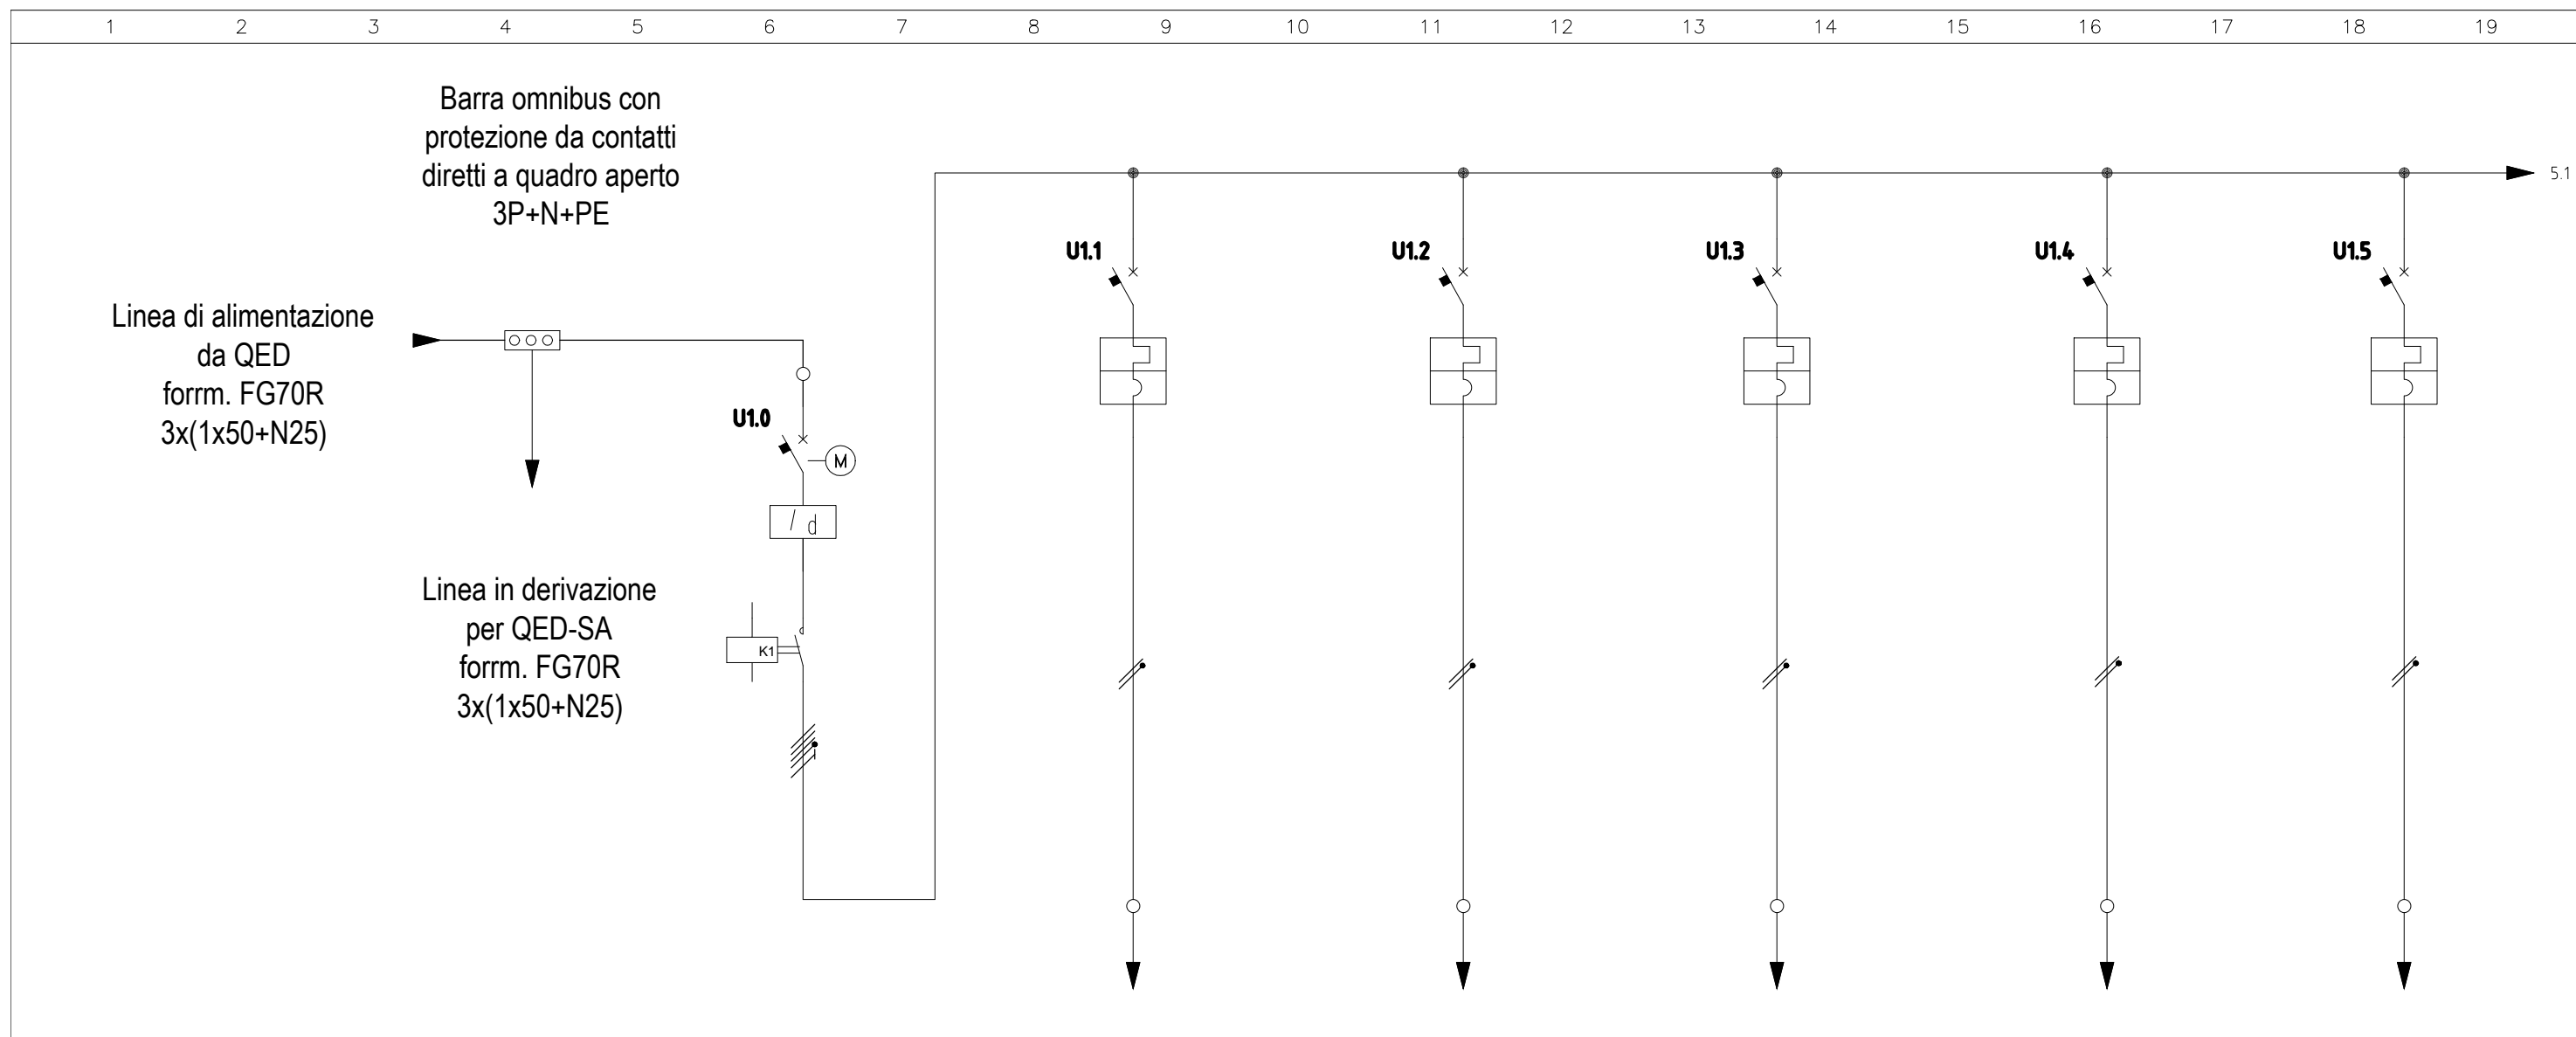 1 2 3 4 5 6 7 8 9 10 11 12 13 14 15 16 17 18 19
Barra omnibus con
protezione da contatti
diretti a quadro aperto
3P+N+PE
5.1
U1.1 U1.2 U1.3 U1.4 U1.5
Linea di alimentazione
da QED
forrm. FG70R
3x(1x50+N25)
U1.0
M
I d
Linea in derivazione
per QED-SA
forrm. FG70R
3x(1x50+N25)
K1